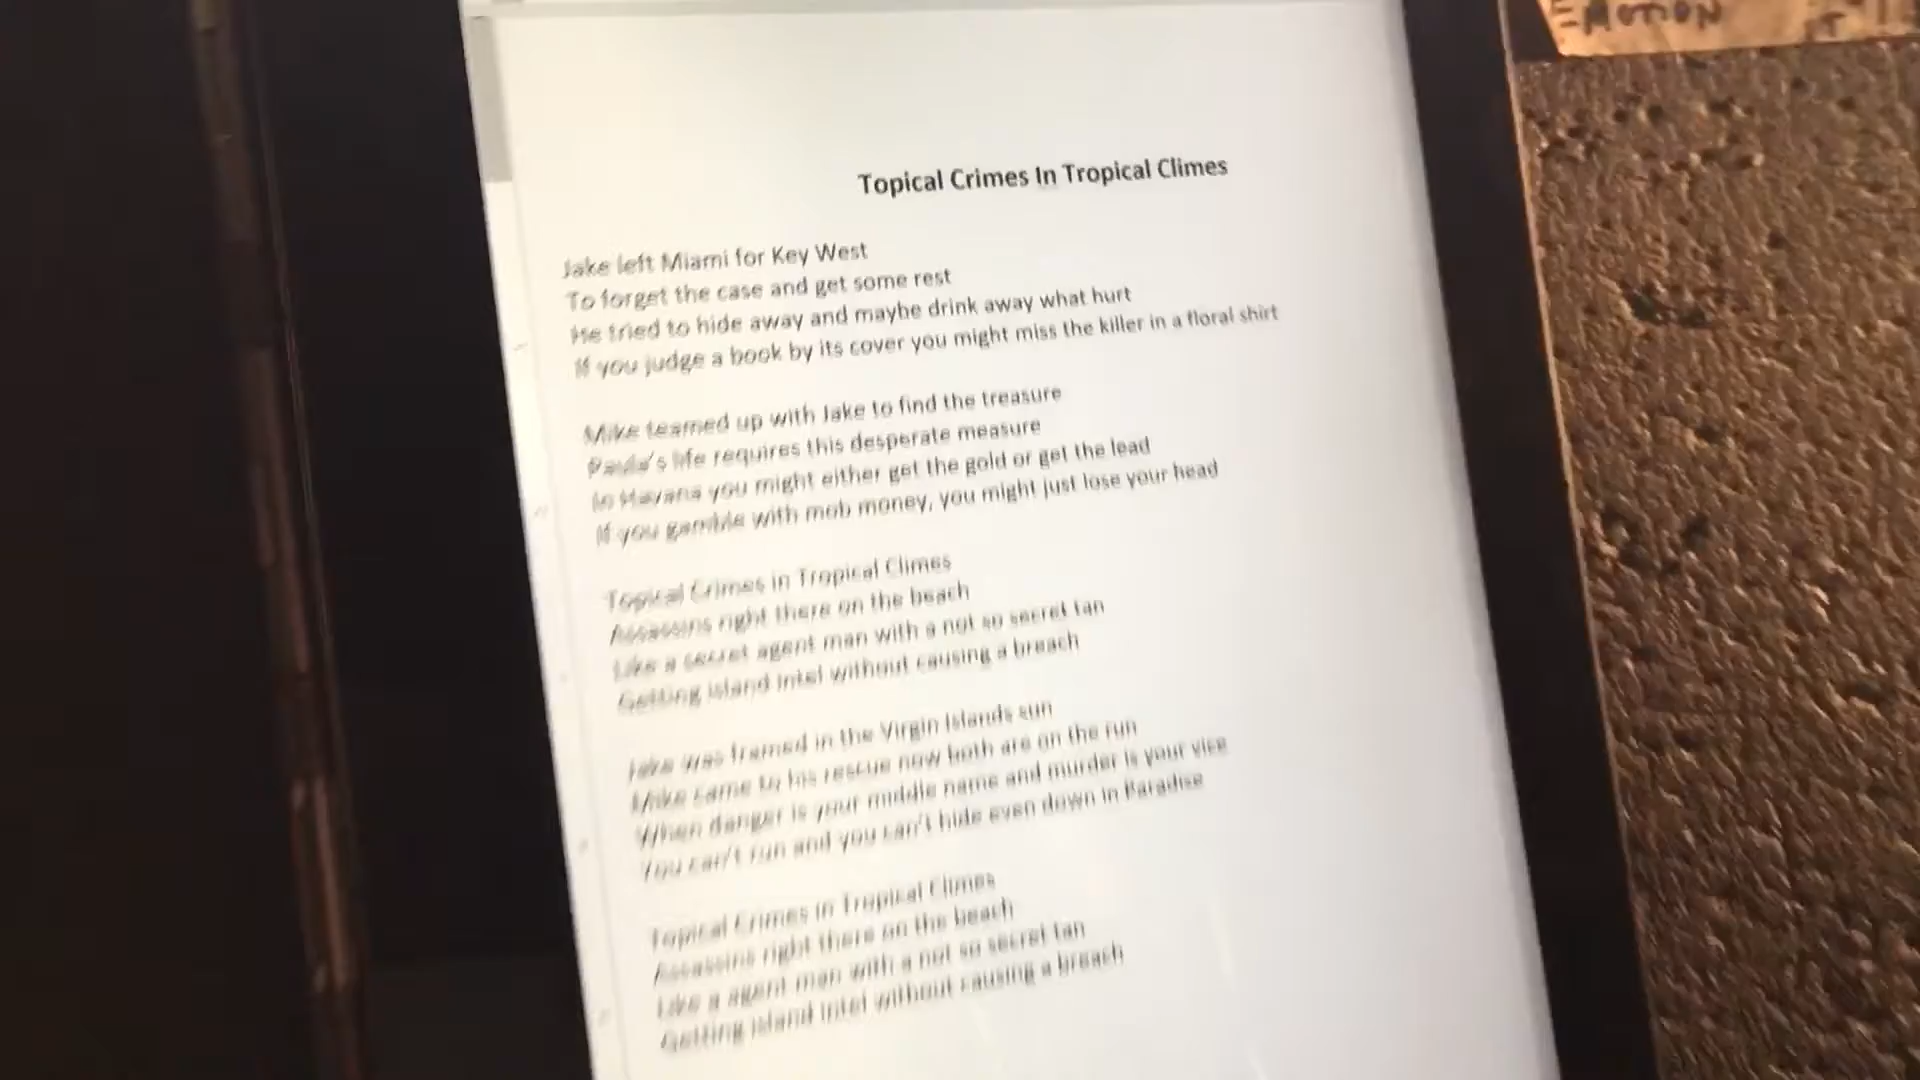 EMOTION
Topical Crimes In Tropical Climes
Jake left Miami for Key West
To forget the case and get some rest
He tried to hide away and maybe drink away what hurt
If you judge a book by its cover you might miss the killer in a floral shirt
Mike teamed up with Jake to find the treasure
Paula's life requires this desperate measure
In Havana you might either get the gold or get the lead
If you gamble with mob money, you might just lose your head
Topical Crimes in Tropical Climes
Assassins right there on the beach
Like a secret agent man with a not so secret tan
Getting island intel without causing a breach
Jake was framed in the Virgin Islands sun
Mike came to his rescue now both are on the run
When danger is your middle name and murder is your vice
You can't run and you can't hide even down in Paradise
Topical Crimes in Tropical Climes
Assassins right there on the beach
Like a agent man with a not so secret tan
Getting island intel without causing a breach